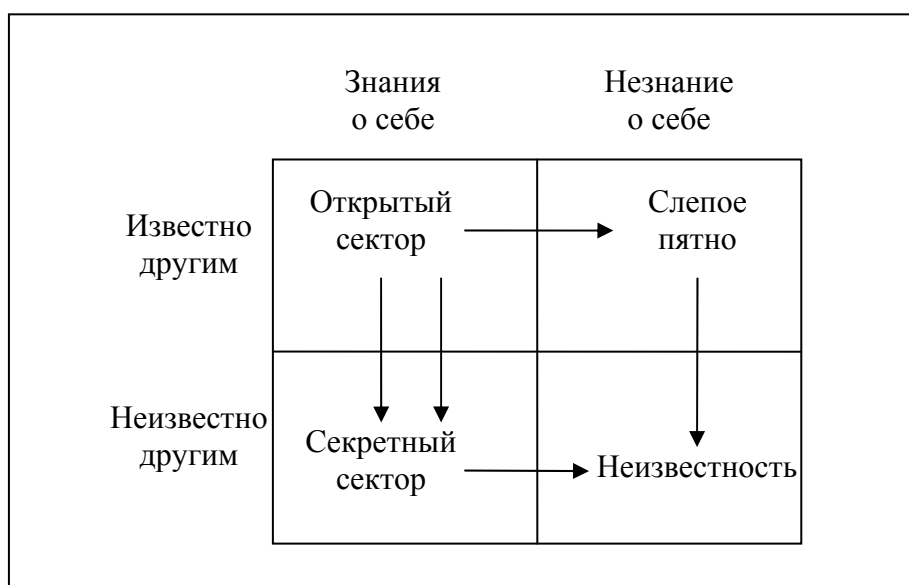 Знания
о себе
Незнание
о себе
Известно
другим
Открытый
сектор
Слепое
пятно
Неизвестно
другим
Секретный
сектор
Неизвестность